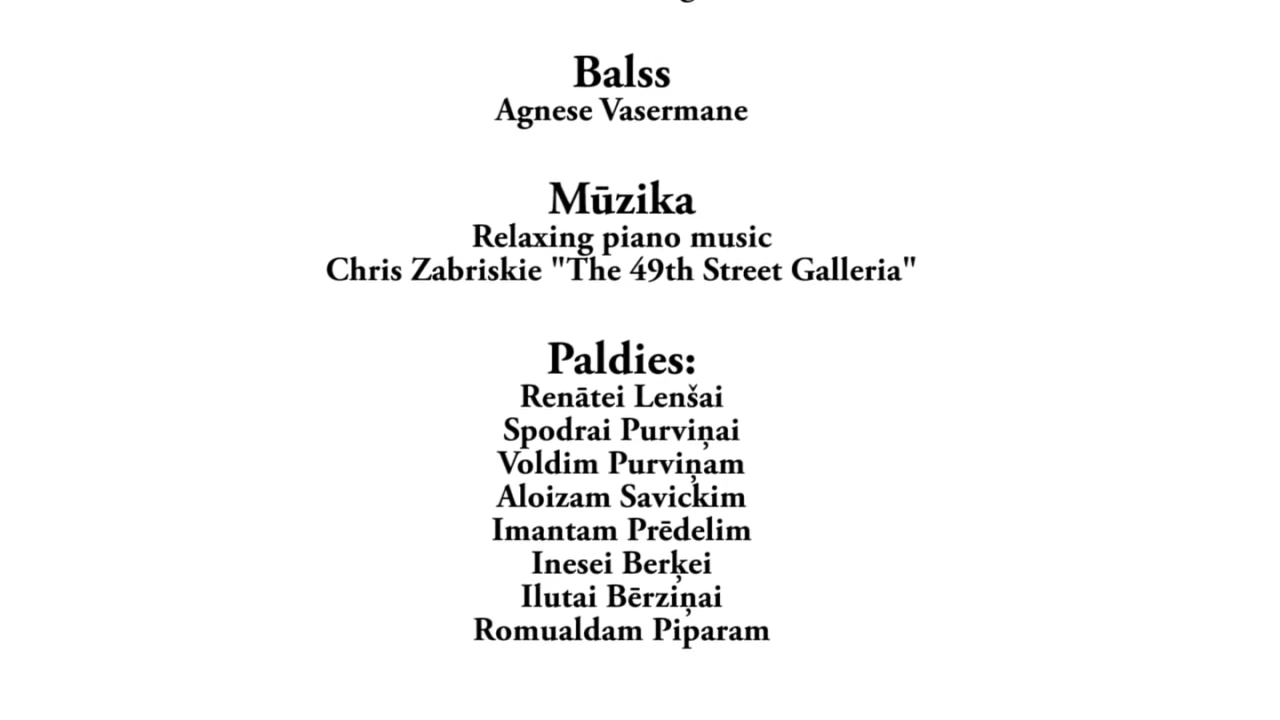 Balss
Agnese Vasermane
Mūzika
Relaxing piano music
Chris Zabriskie "The 49th Street Galleria"
Paldies:
Renātei Lenšai
Spodrai Purviņai
Voldim Purviņam
Aloizam Savickim
Imantam Prēdelim
Inesei Berķei
Ilutai Bērziņai
Romualdam Piparam